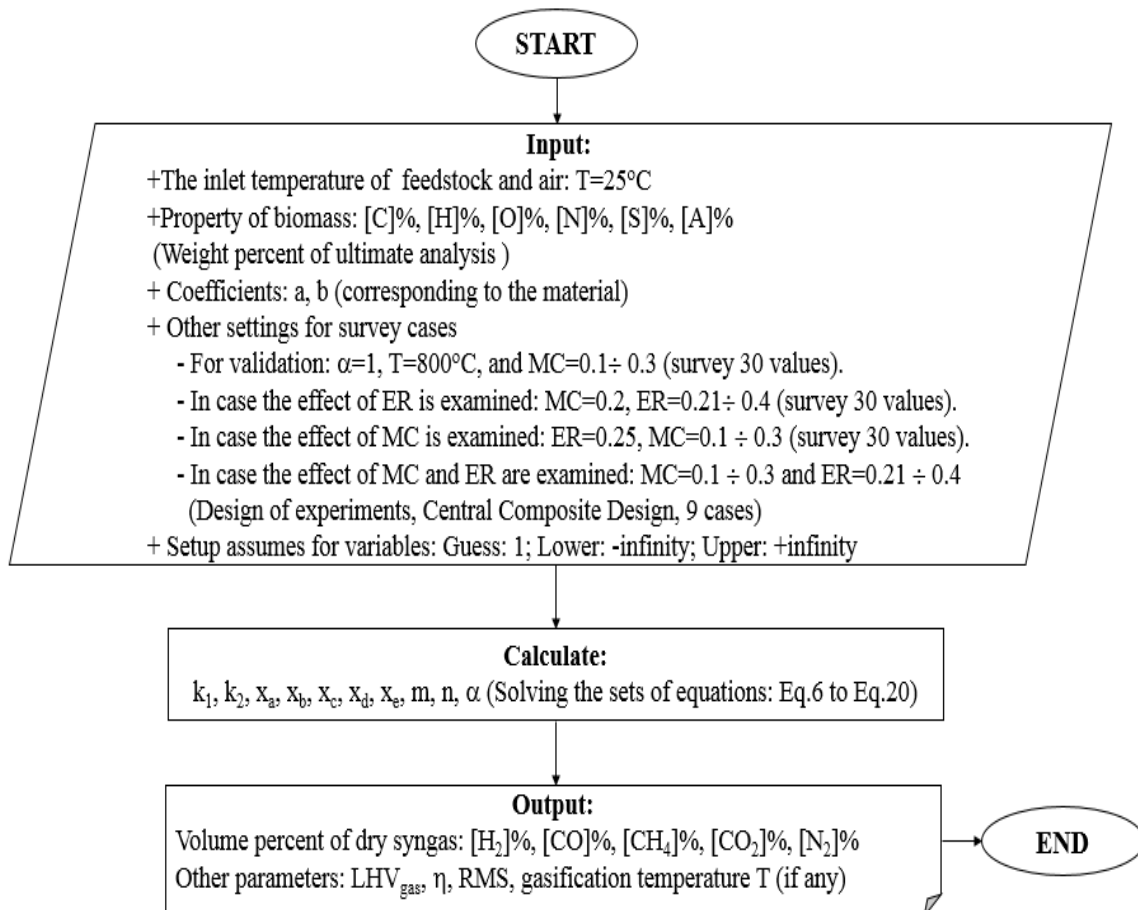 START
Input:
+The inlet temperature of feedstock and air: T=25°C
+Property of biomass: [C]%, [H]%, [O]%, [N]%, [S]%, [A]%
(Weight percent of ultimate analysis )
+ Coefficients: a, b (corresponding to the material)
+ Other settings for survey cases
- For validation: α=1, T=800°C, and MC=0.1÷ 0.3 (survey 30 values).
- In case the effect of ER is examined: MC=0.2, ER=0.21÷ 0.4 (survey 30 values).
- In case the effect of MC is examined: ER=0.25, MC=0.1 ÷ 0.3 (survey 30 values).
- In case the effect of MC and ER are examined: MC=0.1 ÷ 0.3 and ER=0.21 ÷ 0.4
(Design of experiments, Central Composite Design, 9 cases)
+ Setup assumes for variables: Guess: 1; Lower: -infinity; Upper: +infinity
Calculate:
k₁, k₂, xₐ, x_b, x_c, x_d, xₑ, m, n, α (Solving the sets of equations: Eq.6 to Eq.20)
Output:
Volume percent of dry syngas: [H₂]%, [CO]%, [CH₄]%, [CO₂]%, [N₂]%
Other parameters: LHV_gas, η, RMS, gasification temperature T (if any)
END